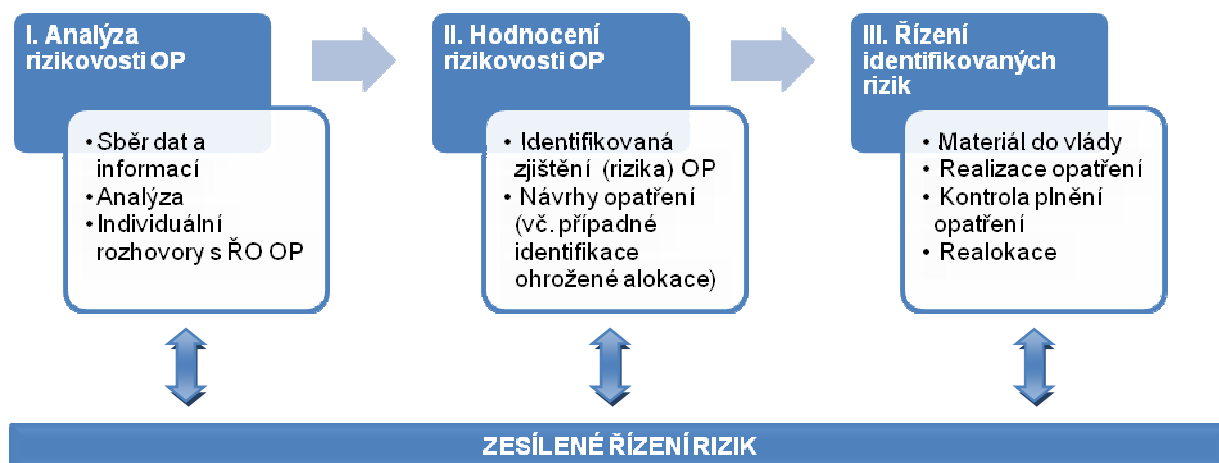 I. Analýza
rizikovosti OP
• Sběr dat a
informací
• Analýza
• Individuální
rozhovory s ŘO OP
II. Hodnocení
rizikovosti OP
• Identifikovaná
zjištění (rizika) OP
• Návrhy opatření
(vč. případné
identifikace
ohrožené alokace)
III. Řízení
identifikovaných
rizik
• Materiál do vlády
• Realizace opatření
• Kontrola plnění
opatření
• Realokace
ZESÍLENÉ ŘÍZENÍ RIZIK